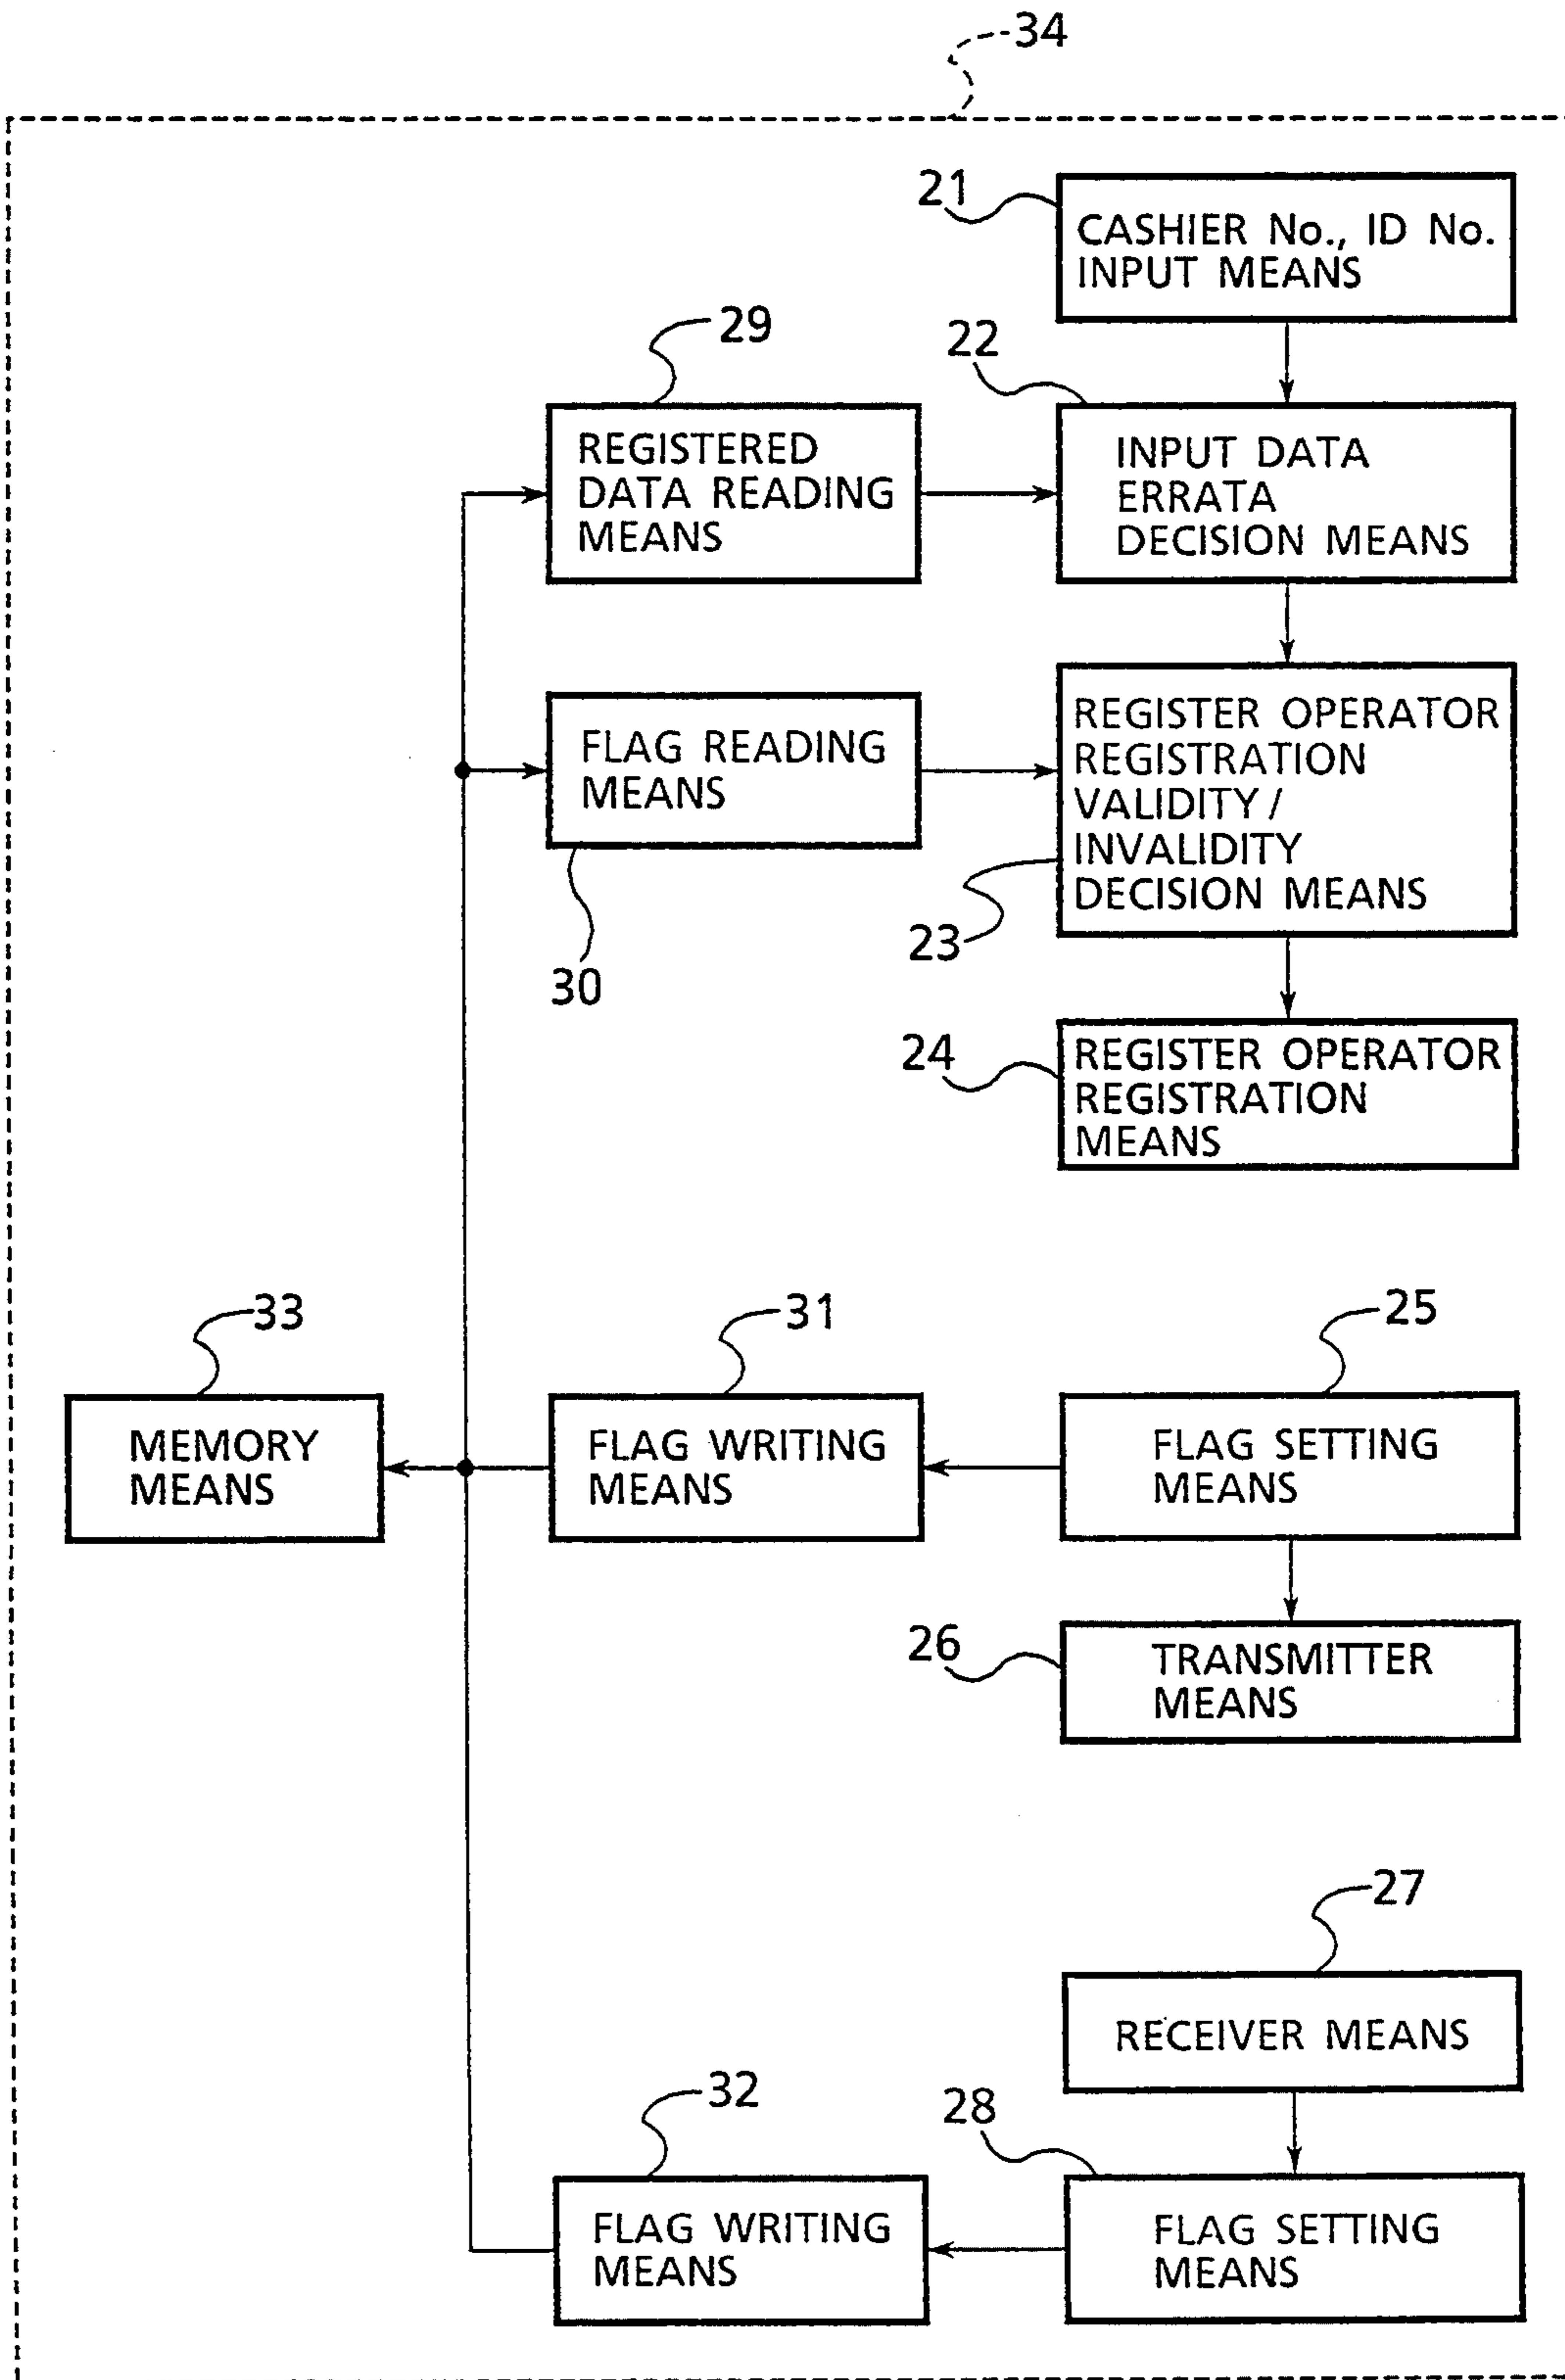 34
21
CASHIER No., ID No.
INPUT MEANS
29
22
REGISTERED
DATA READING
MEANS
INPUT DATA
ERRATA
DECISION MEANS
FLAG READING
MEANS
30
REGISTER OPERATOR
REGISTRATION
VALIDITY /
INVALIDITY
DECISION MEANS
23
24
REGISTER OPERATOR
REGISTRATION
MEANS
33
31
25
MEMORY
MEANS
FLAG WRITING
MEANS
FLAG SETTING
MEANS
26
TRANSMITTER
MEANS
27
RECEIVER MEANS
32
28
FLAG WRITING
MEANS
FLAG SETTING
MEANS